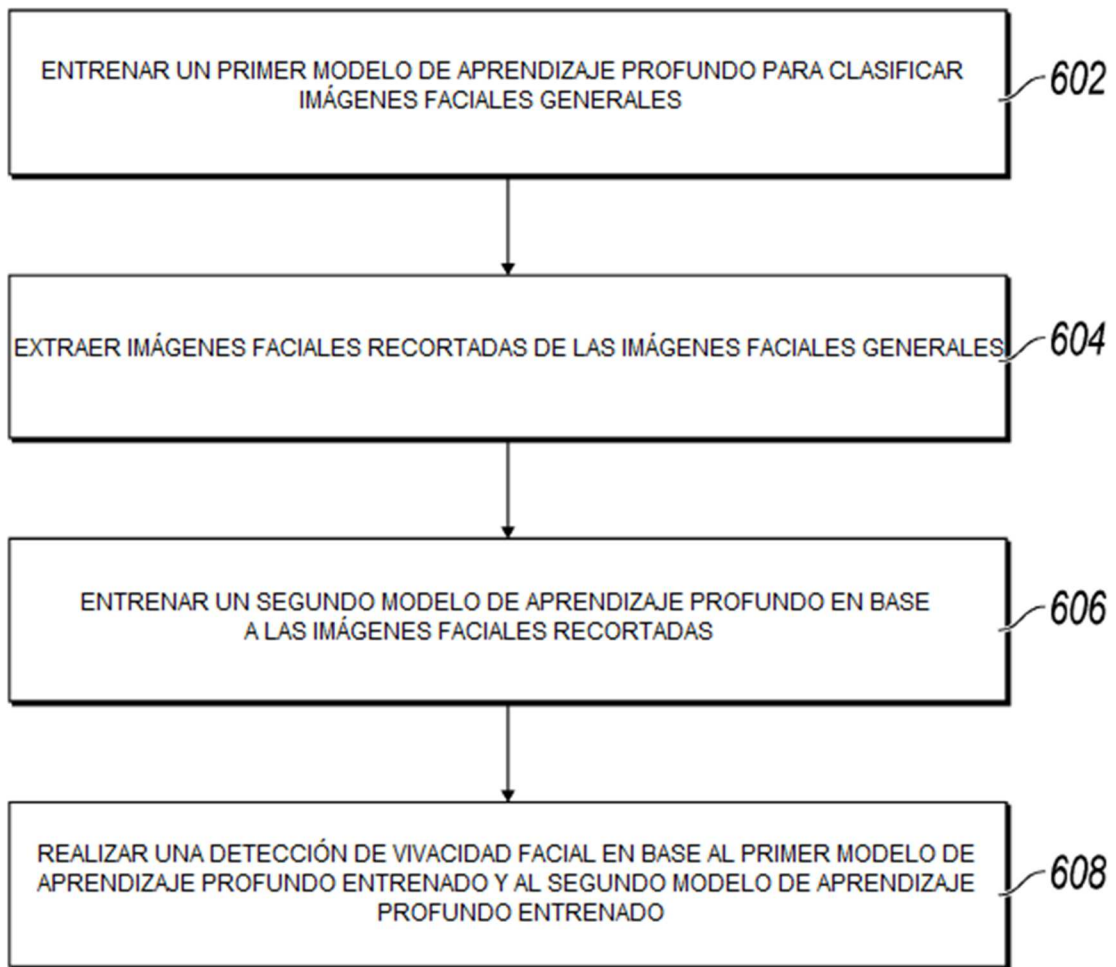 ENTRENAR UN PRIMER MODELO DE APRENDIZAJE PROFUNDO PARA CLASIFICAR
IMÁGENES FACIALES GENERALES
602
EXTRAER IMÁGENES FACIALES RECORTADAS DE LAS IMÁGENES FACIALES GENERALES
604
ENTRENAR UN SEGUNDO MODELO DE APRENDIZAJE PROFUNDO EN BASE
A LAS IMÁGENES FACIALES RECORTADAS
606
REALIZAR UNA DETECCIÓN DE VIVACIDAD FACIAL EN BASE AL PRIMER MODELO DE
APRENDIZAJE PROFUNDO ENTRENADO Y AL SEGUNDO MODELO DE APRENDIZAJE
PROFUNDO ENTRENADO
608